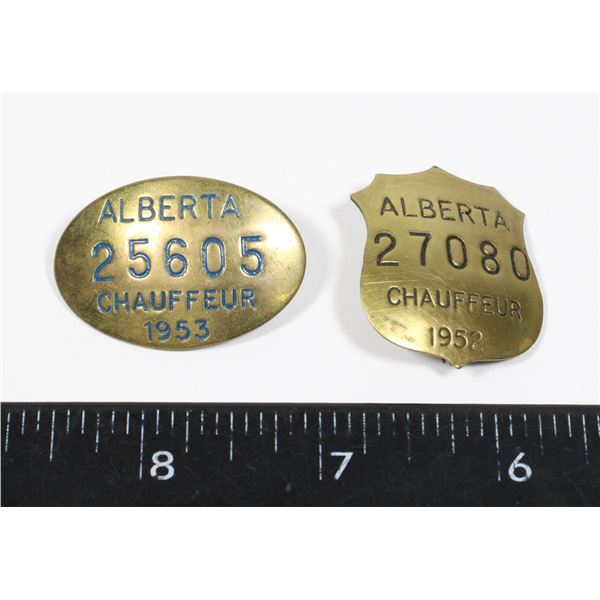 ALBERTA
25605
CHAUFFEUR
1953
ALBERTA
27080
CHAUFFEUR
1952
8 7 6